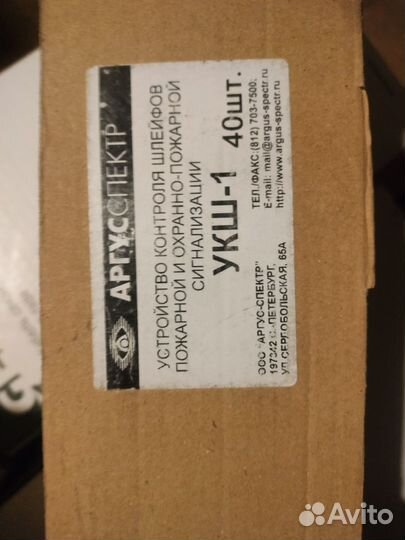 АРГУС СПЕКТР
УСТРОЙСТВО КОНТРОЛЯ ШЛЕЙФОВ
ПОЖАРНОЙ И ОХРАННО-ПОЖАРНОЙ
СИГНАЛИЗАЦИИ
УКШ-1 40шт.
ООО "АРГУС-СПЕКТР"
197342 С.-ПЕТЕРБУРГ,
УЛ.СЕРДОБОЛЬСКАЯ, 65А
ТЕЛ./ФАКС:(812) 703-7500;
E-mail: mail@argus-spectr.ru
http://www.argus-spectr.ru
Avito